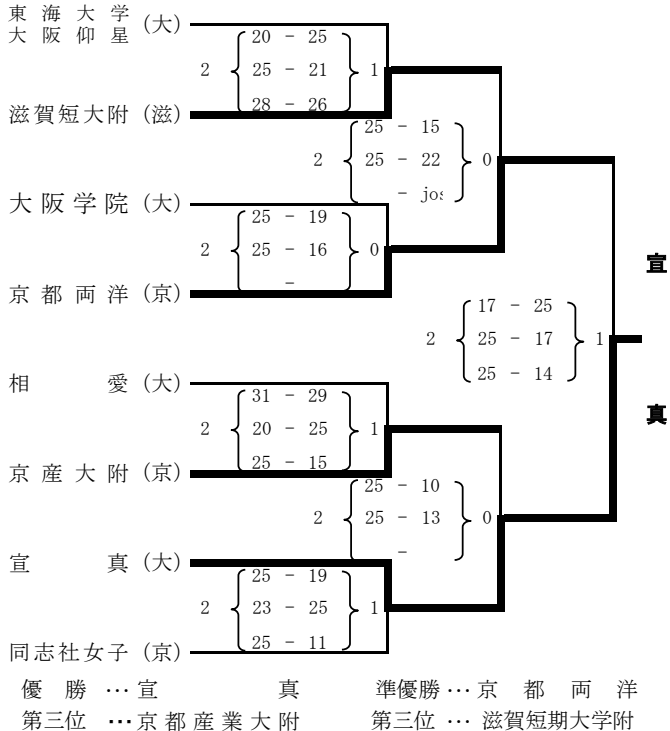 東海大学
大阪仰星 (大)
20 － 25
2 25 － 21 1
28 － 26
滋賀短大附 (滋)
25 － 15
2 25 － 22 0
－ jos
大阪学院 (大)
25 － 19
2 25 － 16 0
－
京都両洋 (京)
宣真
17 － 25
2 25 － 17 1
25 － 14
相愛 (大)
31 － 29
2 20 － 25 1
25 － 15
京産大附 (京)
25 － 10
2 25 － 13 0
－
宣真 (大)
25 － 19
2 23 － 25 1
25 － 11
同志社女子 (京)
優勝 … 宣真 準優勝 … 京都両洋
第三位 … 京都産業大附 第三位 … 滋賀短期大学附